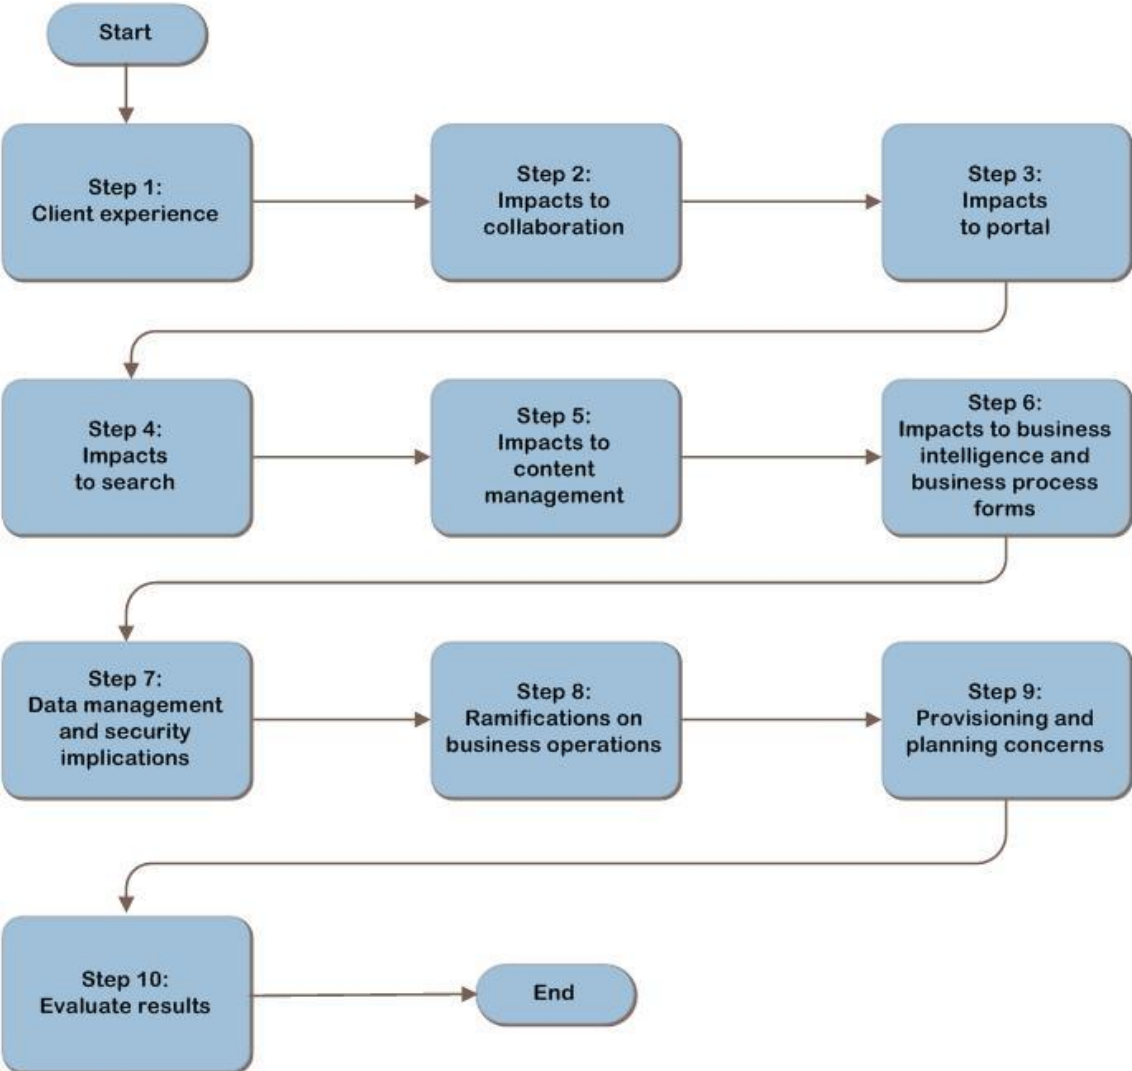 Start
Step 1:
Client experience
Step 2:
Impacts to
collaboration
Step 3:
Impacts
to portal
Step 4:
Impacts
to search
Step 5:
Impacts to
content
management
Step 6:
Impacts to business
intelligence and
business process
forms
Step 7:
Data management
and security
implications
Step 8:
Ramifications on
business operations
Step 9:
Provisioning and
planning concerns
Step 10:
Evaluate results
End